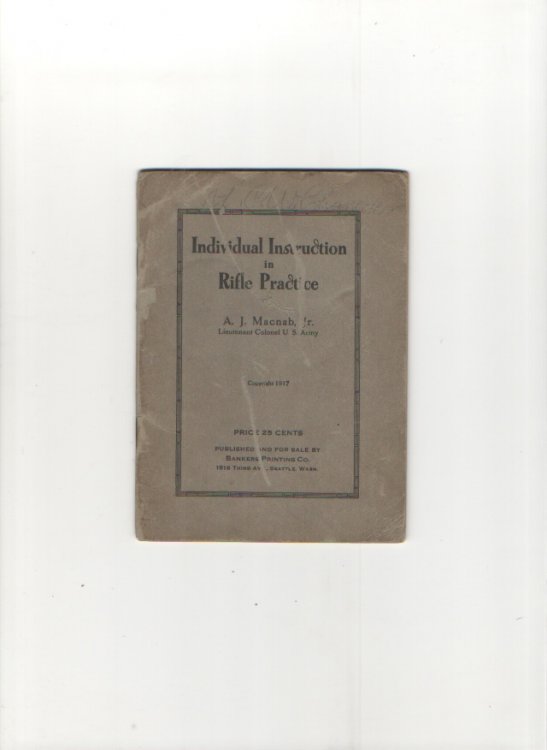 Individual Instruction
in
Rifle Practice
A. J. Macnab, Jr.
Lieutenant Colonel U. S. Army
Copyright 1917
PRICE 25 CENTS
PUBLISHED AND FOR SALE BY
BANKERS PRINTING CO.
THIRD AVE., SEATTLE, WASH.